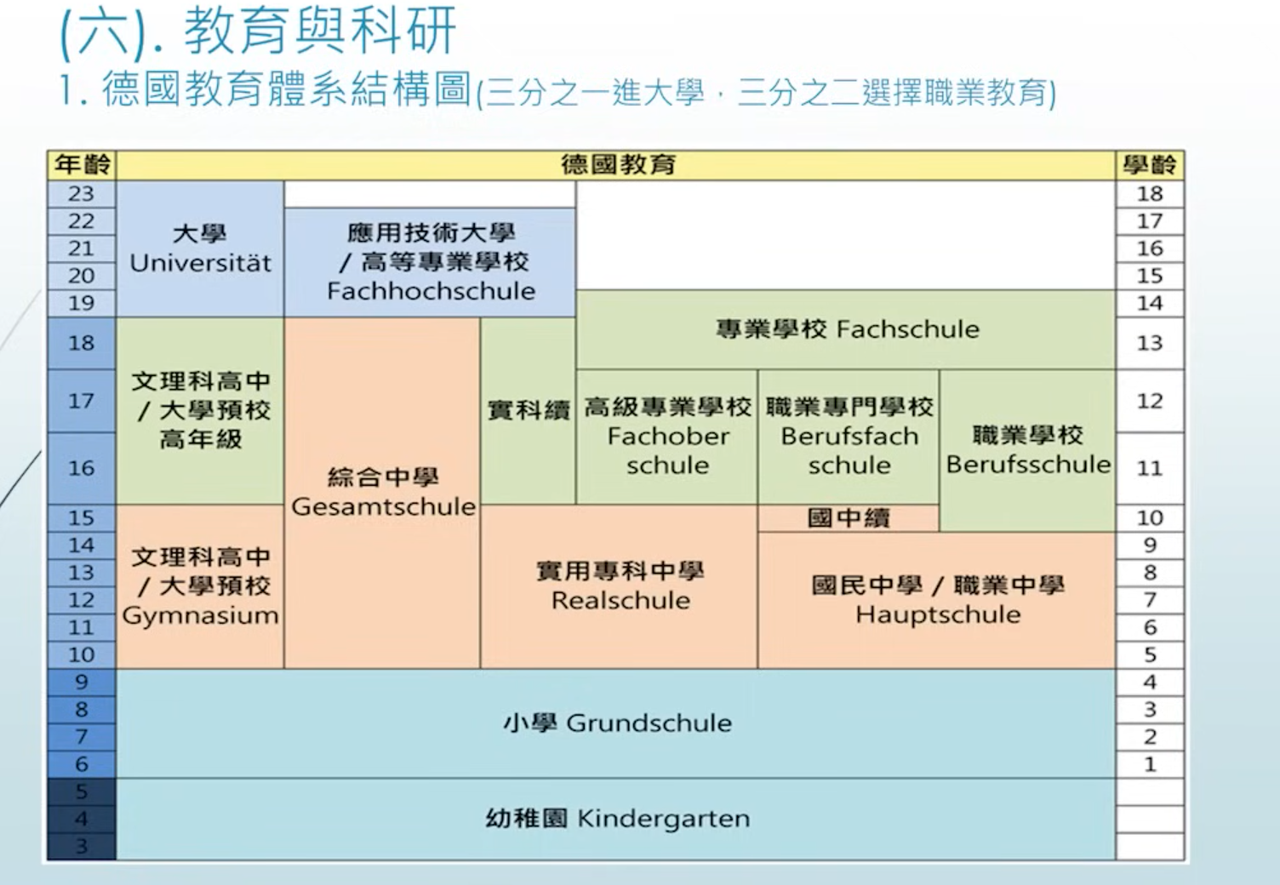 (六). 教育與科研
1. 德國教育體系結構圖(三分之一進大學，三分之二選擇職業教育)
年齡 德國教育 學齡
23 18
22 17
21 16
20 15
19 14
18 13
17 12
16 11
15 10
14 9
13 8
12 7
11 6
10 5
9 4
8 3
7 2
6 1
5
4
3
大學
Universität
應用技術大學
/ 高等專業學校
Fachhochschule
專業學校 Fachschule
文理科高中
/ 大學預校
高年級
綜合中學
Gesamtschule
實科續
高級專業學校
Fachober
schule
職業專門學校
Berufsfach
schule
職業學校
Berufsschule
國中續
文理科高中
/ 大學預校
Gymnasium
實用專科中學
Realschule
國民中學 / 職業中學
Hauptschule
小學 Grundschule
幼稚園 Kindergarten